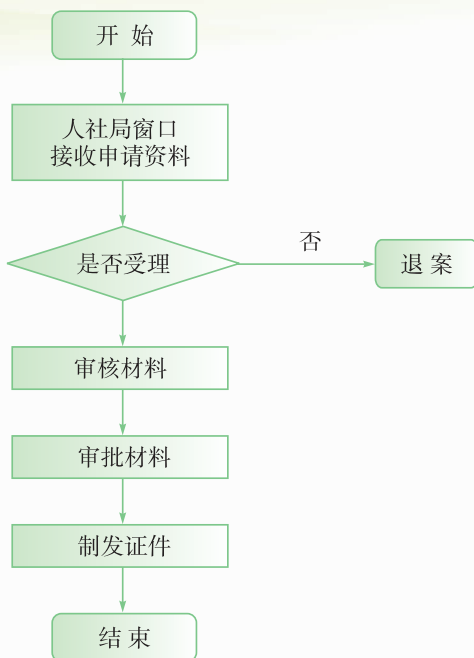 开 始
人社局窗口
接收申请资料
是否受理
否
退 案
审核材料
审批材料
制发证件
结 束